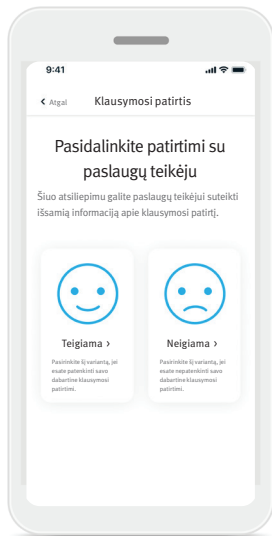 9:41
Atgal
Klausymosi patirtis
Pasidalinkite patirtimi su
paslaugų teikėju
Šiuo atsiliepimu galite paslaugų teikėjui suteikti
išsamią informaciją apie klausymosi patirtį.
Teigiama ›
Pasirinkite šį variantą, jei
esate patenkinti savo
dabartine klausymosi
patirtimi.
Neigiama ›
Pasirinkite šį variantą, jei
esate nepatenkinti savo
dabartine klausymosi
patirtimi.